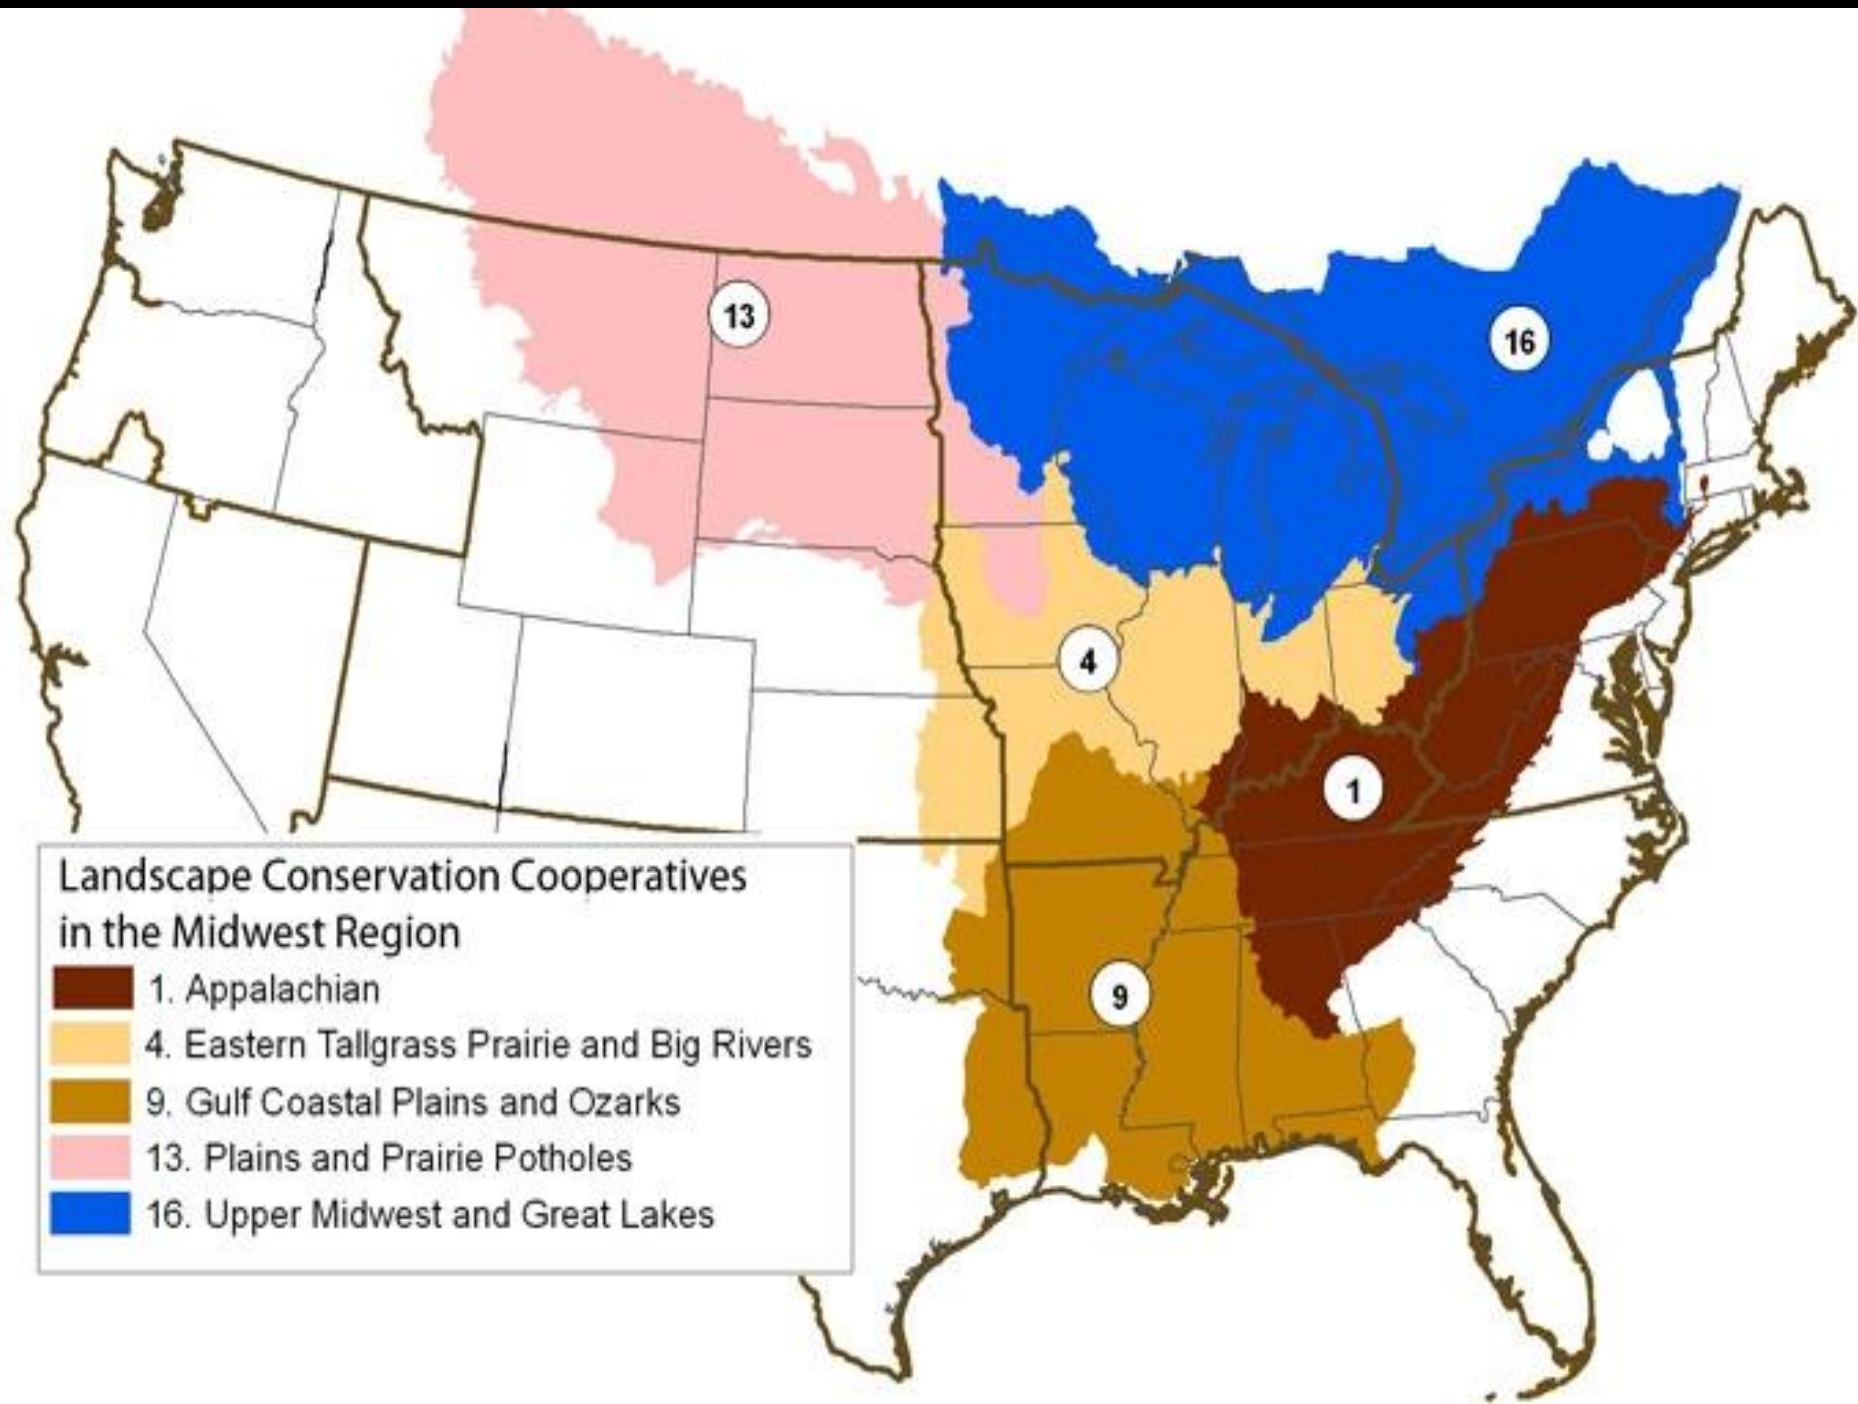 13
16
4
1
9
Landscape Conservation Cooperatives
in the Midwest Region
1. Appalachian
4. Eastern Tallgrass Prairie and Big Rivers
9. Gulf Coastal Plains and Ozarks
13. Plains and Prairie Potholes
16. Upper Midwest and Great Lakes